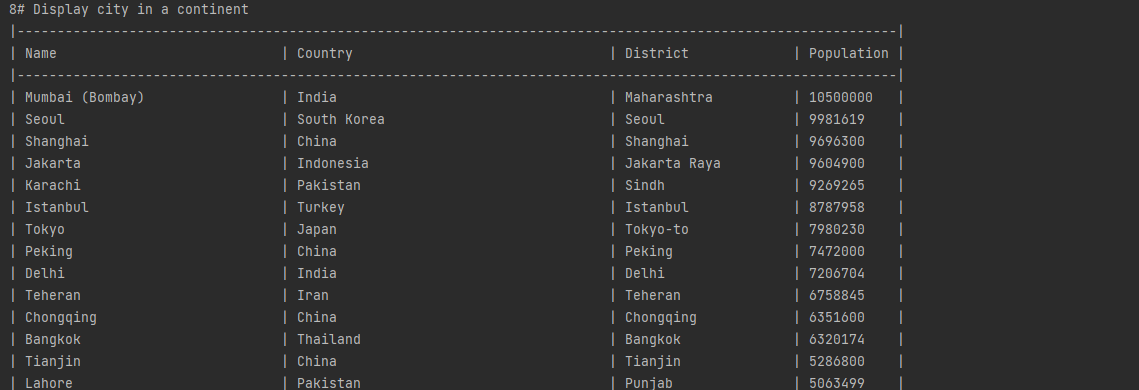 8# Display city in a continent
|--------------------------------------------------------------------------------------------------------------|
| Name                            | Country                                | District             | Population |
|--------------------------------------------------------------------------------------------------------------|
| Mumbai (Bombay)                 | India                                  | Maharashtra          | 10500000   |
| Seoul                           | South Korea                            | Seoul                | 9981619    |
| Shanghai                        | China                                  | Shanghai             | 9696300    |
| Jakarta                         | Indonesia                              | Jakarta Raya         | 9604900    |
| Karachi                         | Pakistan                               | Sindh                | 9269265    |
| Istanbul                        | Turkey                                 | Istanbul             | 8787958    |
| Tokyo                           | Japan                                  | Tokyo-to             | 7980230    |
| Peking                          | China                                  | Peking               | 7472000    |
| Delhi                           | India                                  | Delhi                | 7206704    |
| Teheran                         | Iran                                   | Teheran              | 6758845    |
| Chongqing                       | China                                  | Chongqing            | 6351600    |
| Bangkok                         | Thailand                               | Bangkok              | 6320174    |
| Tianjin                         | China                                  | Tianjin              | 5286800    |
| Lahore                          | Pakistan                               | Punjab               | 5063499    |